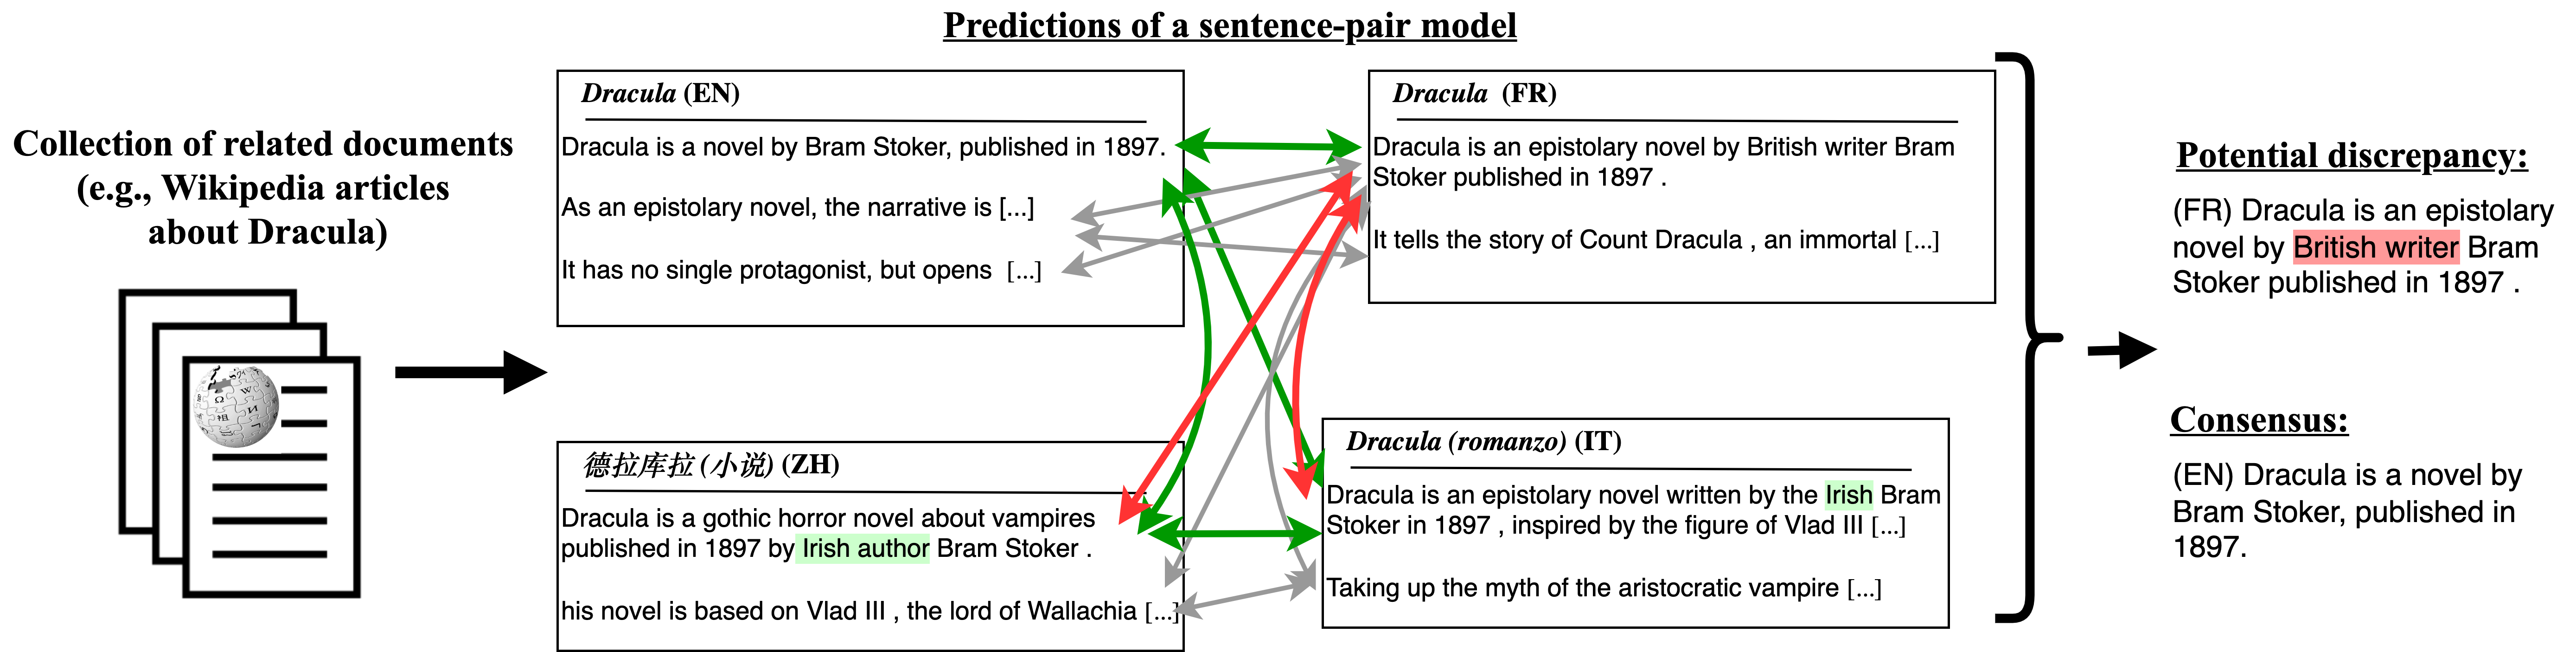 Predictions of a sentence-pair model
Collection of related documents
(e.g., Wikipedia articles
about Dracula)
Dracula (EN)
Dracula is a novel by Bram Stoker, published in 1897.
As an epistolary novel, the narrative is [...]
It has no single protagonist, but opens [...]
Dracula (FR)
Dracula is an epistolary novel by British writer Bram
Stoker published in 1897 .
It tells the story of Count Dracula , an immortal [...]
德拉库拉 (小说) (ZH)
Dracula is a gothic horror novel about vampires
published in 1897 by Irish author Bram Stoker .
his novel is based on Vlad III , the lord of Wallachia [...]
Dracula (romanzo) (IT)
Dracula is an epistolary novel written by the Irish Bram
Stoker in 1897 , inspired by the figure of Vlad III [...]
Taking up the myth of the aristocratic vampire [...]
Potential discrepancy:
(FR) Dracula is an epistolary
novel by British writer Bram
Stoker published in 1897 .
Consensus:
(EN) Dracula is a novel by
Bram Stoker, published in
1897.